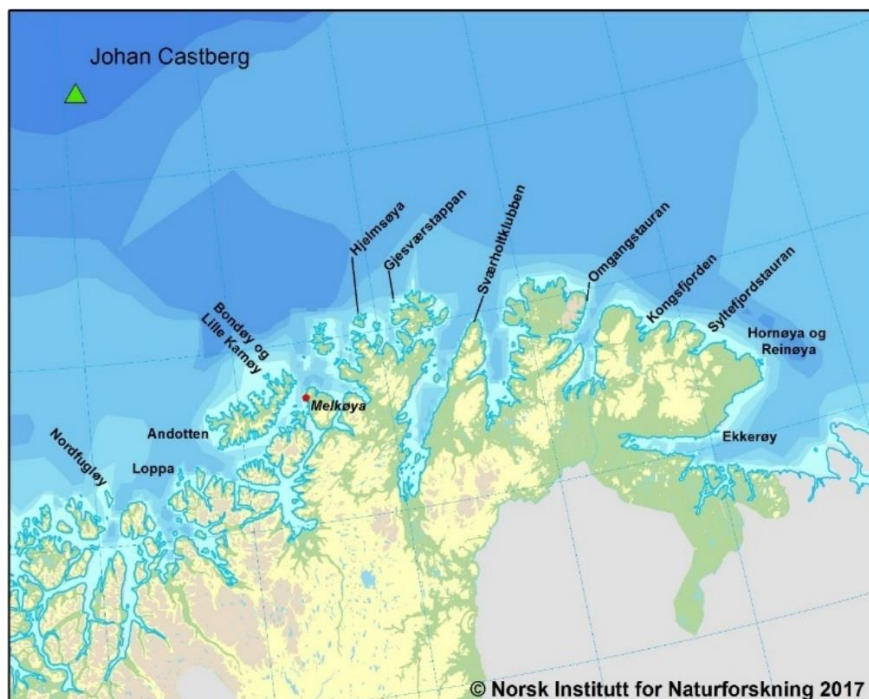 Johan Castberg
Hjelmsøya
Gjesværstappan
Sværholtklubben
Omgangstauran
Kongsfjorden
Syltefjordstauran
Bondøy og
Lille Kamøy
Hornøya og
Reinøya
Melkøya
Andotten
Ekkerøy
Nordfugløy
Loppa
© Norsk Institutt for Naturforskning 2017